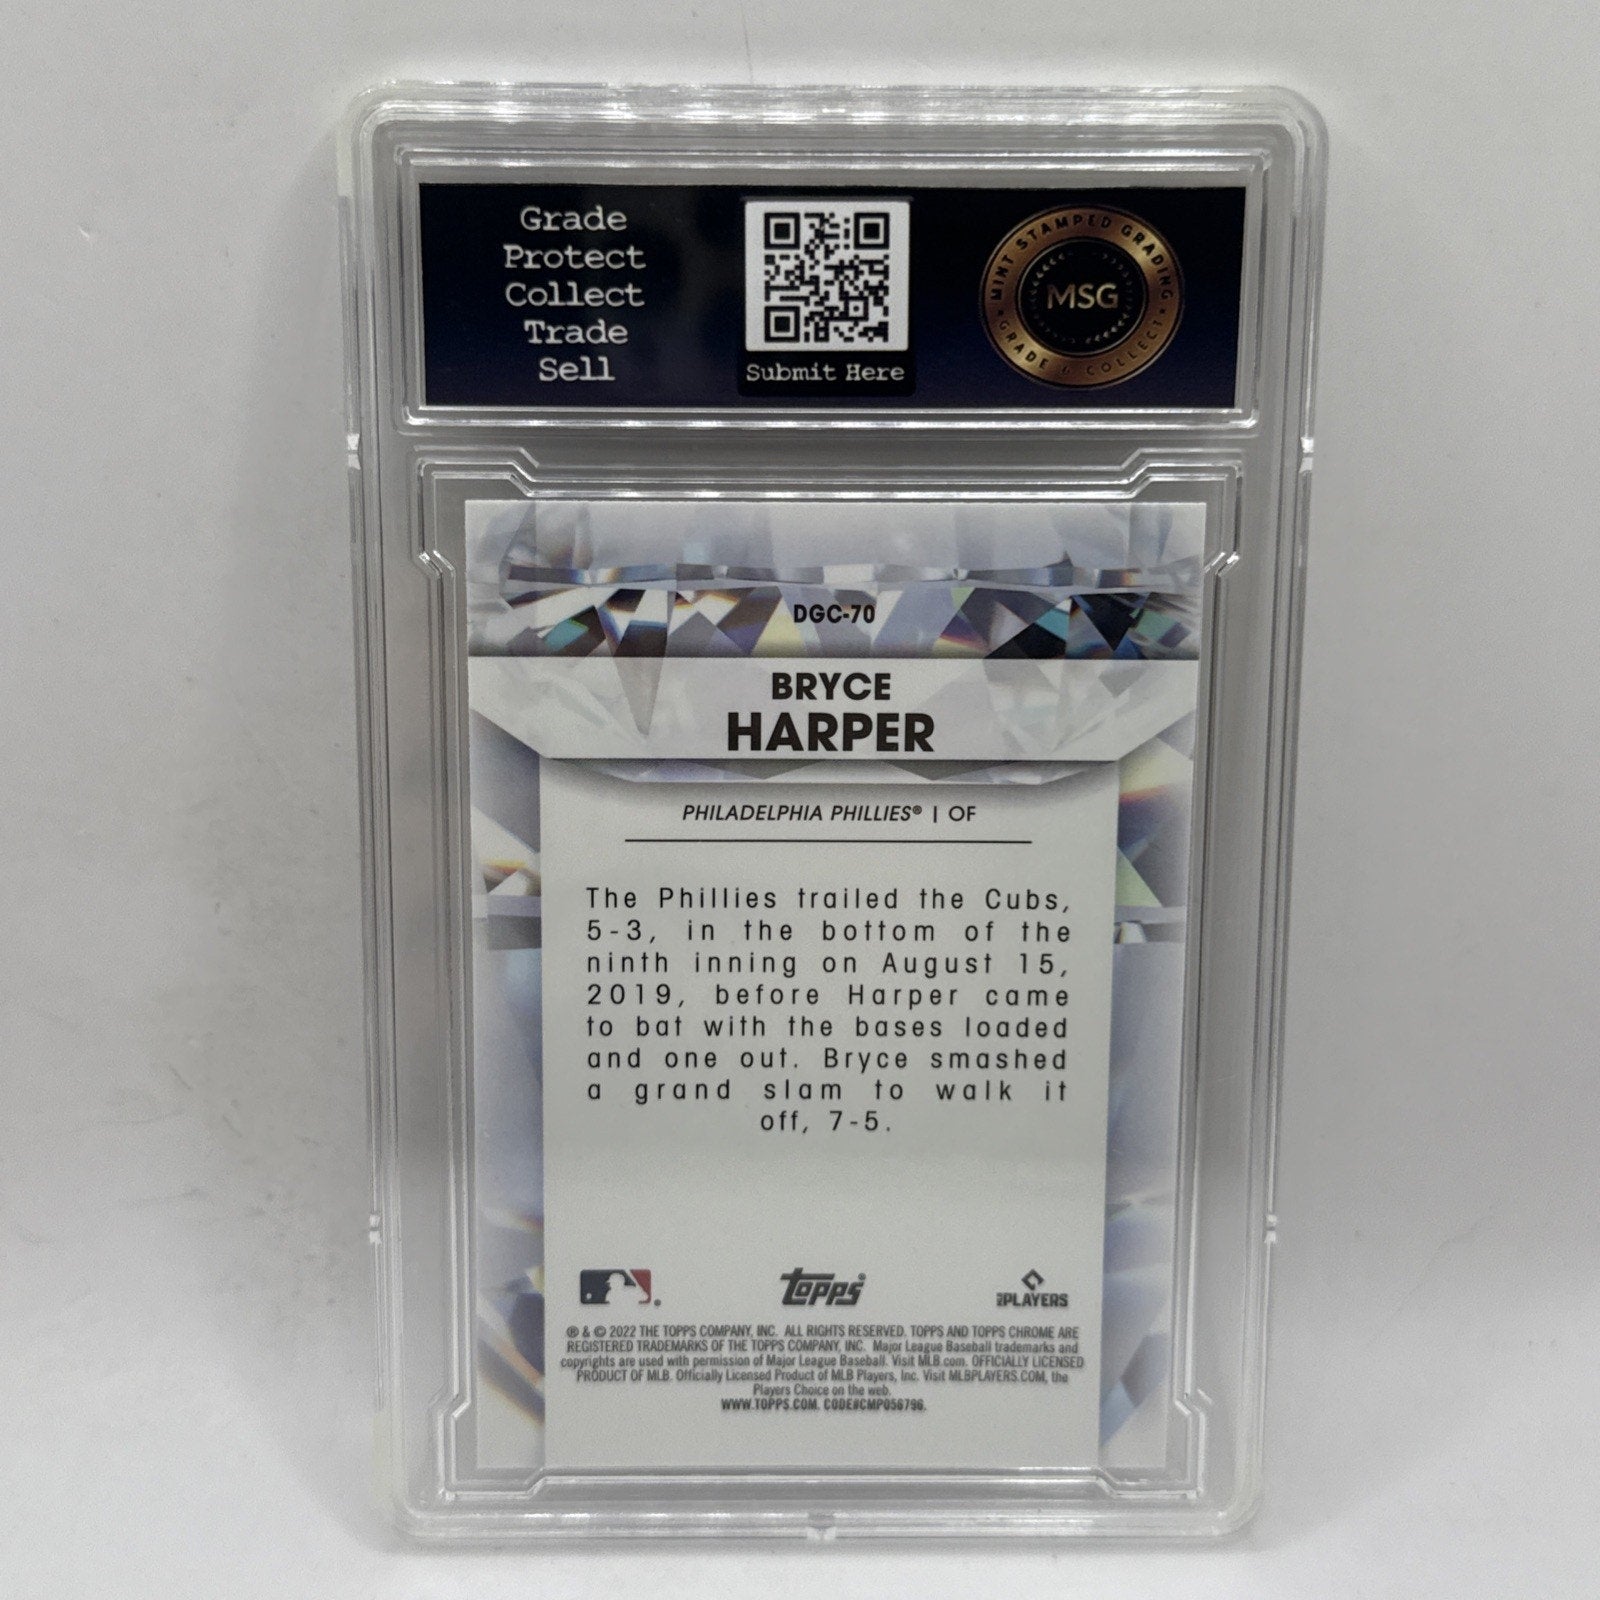 Grade
Protect
Collect
Trade
Sell
Submit Here
MINT STAMPED GRADING
MSG
GRADE & COLLECT
DGC-70
BRYCE
HARPER
PHILADELPHIA PHILLIES® | OF
The Phillies trailed the Cubs,
5-3, in the bottom of the
ninth inning on August 15,
2019, before Harper came
to bat with the bases loaded
and one out. Bryce smashed
a grand slam to walk it
off, 7-5.
topps®
MLB PLAYERS
® & © 2022 THE TOPPS COMPANY, INC. ALL RIGHTS RESERVED. TOPPS AND TOPPS CHROME ARE
REGISTERED TRADEMARKS OF THE TOPPS COMPANY, INC. Major League Baseball trademarks and
copyrights are used with permission of Major League Baseball. Visit MLB.com. OFFICIALLY LICENSED
PRODUCT OF MLB. Officially Licensed Product of MLB Players, Inc. Visit MLBPLAYERS.COM, the
Players Choice on the web.
WWW.TOPPS.COM. CODE#CMP056796.